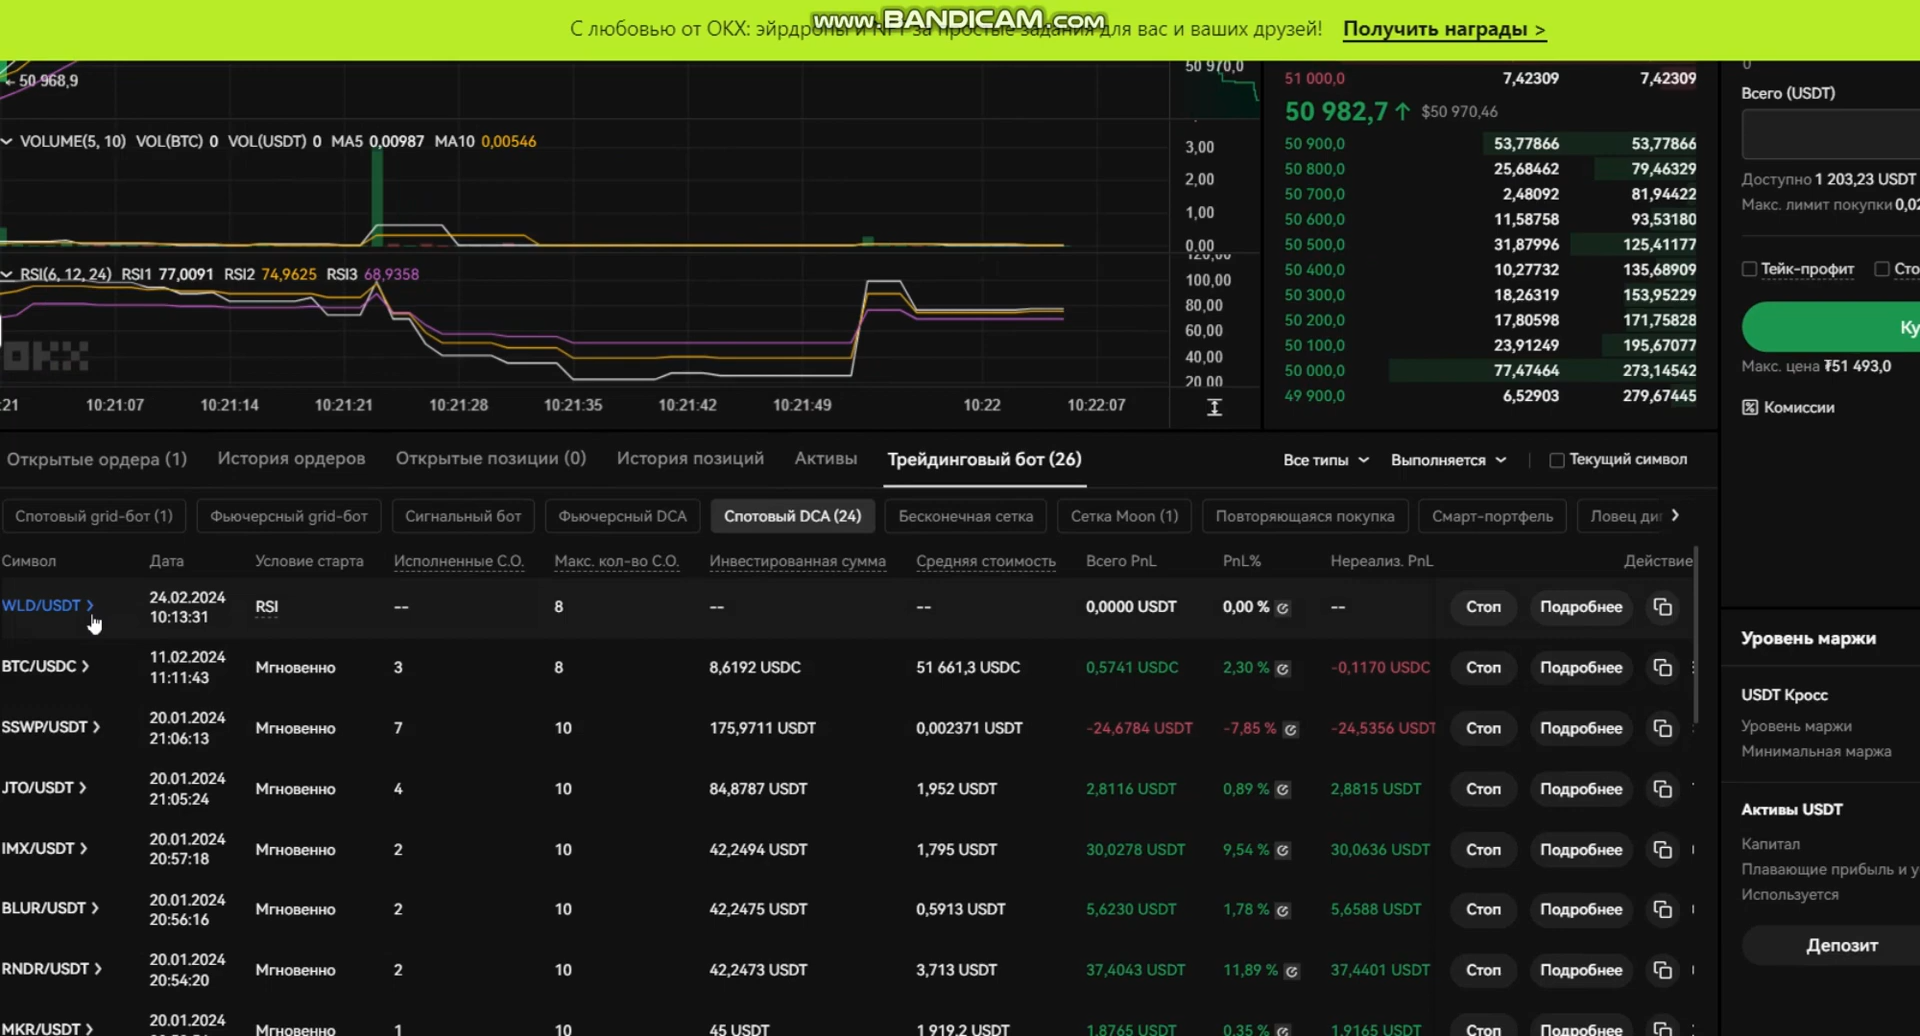 С любовью от OKX: эйрдропы и NFT за простые задания для вас и ваших друзей! Получить награды >
www.BANDICAM.com
50 968,9
50 970,0
VOLUME(5, 10) VOL(BTC) 0 VOL(USDT) 0 MA5 0,00987 MA10 0,00546
3,00
2,00
1,00
0,00
RSI(6, 12, 24) RSI1 77,0091 RSI2 74,9625 RSI3 68,9358
120,00
100,00
80,00
60,00
40,00
20,00
OKX
:21 10:21:07 10:21:14 10:21:21 10:21:28 10:21:35 10:21:42 10:21:49 10:22 10:22:07
51 000,0 7,42309 7,42309
50 982,7↑ $50 970,46
50 900,0 53,77866 53,77866
50 800,0 25,68462 79,46329
50 700,0 2,48092 81,94422
50 600,0 11,58758 93,53180
50 500,0 31,87996 125,41177
50 400,0 10,27732 135,68909
50 300,0 18,26319 153,95229
50 200,0 17,80598 171,75828
50 100,0 23,91249 195,67077
50 000,0 77,47464 273,14542
49 900,0 6,52903 279,67445
0
Всего (USDT)
Доступно 1 203,23 USDT
Макс. лимит покупки 0,02
Тейк-профит Сто
Ку
Макс. цена ₮51 493,0
Комиссии
Открытые ордера (1) История ордеров Открытые позиции (0) История позиций Активы Трейдинговый бот (26) Все типы Выполняется Текущий символ
Спотовый grid-бот (1) Фьючерсный grid-бот Сигнальный бот Фьючерсный DCA Спотовый DCA (24) Бесконечная сетка Сетка Moon (1) Повторяющаяся покупка Смарт-портфель Ловец ди
Символ Дата Условие старта Исполненные С.О. Макс. кол-во С.О. Инвестированная сумма Средняя стоимость Всего PnL PnL% Нереализ. PnL Действие
WLD/USDT > 24.02.2024 10:13:31 RSI -- 8 -- -- 0,0000 USDT 0,00 % -- Стоп Подробнее
BTC/USDC > 11.02.2024 11:11:43 Мгновенно 3 8 8,6192 USDC 51 661,3 USDC 0,5741 USDC 2,30 % -0,1170 USDC Стоп Подробнее
SSWP/USDT > 20.01.2024 21:06:13 Мгновенно 7 10 175,9711 USDT 0,002371 USDT -24,6784 USDT -7,85 % -24,5356 USDT Стоп Подробнее
JTO/USDT > 20.01.2024 21:05:24 Мгновенно 4 10 84,8787 USDT 1,952 USDT 2,8116 USDT 0,89 % 2,8815 USDT Стоп Подробнее
IMX/USDT > 20.01.2024 20:57:18 Мгновенно 2 10 42,2494 USDT 1,795 USDT 30,0278 USDT 9,54 % 30,0636 USDT Стоп Подробнее
BLUR/USDT > 20.01.2024 20:56:16 Мгновенно 2 10 42,2475 USDT 0,5913 USDT 5,6230 USDT 1,78 % 5,6588 USDT Стоп Подробнее
RNDR/USDT > 20.01.2024 20:54:20 Мгновенно 2 10 42,2473 USDT 3,713 USDT 37,4043 USDT 11,89 % 37,4401 USDT Стоп Подробнее
MKR/USDT > 20.01.2024 Мгновенно 1 10 45 USDT 1 919,2 USDT 1,8765 USDT 0,35 % 1,9165 USDT Стоп Подробнее
Уровень маржи
USDT Кросс
Уровень маржи
Минимальная маржа
Активы USDT
Капитал
Плавающие прибыль и у
Используется
Депозит